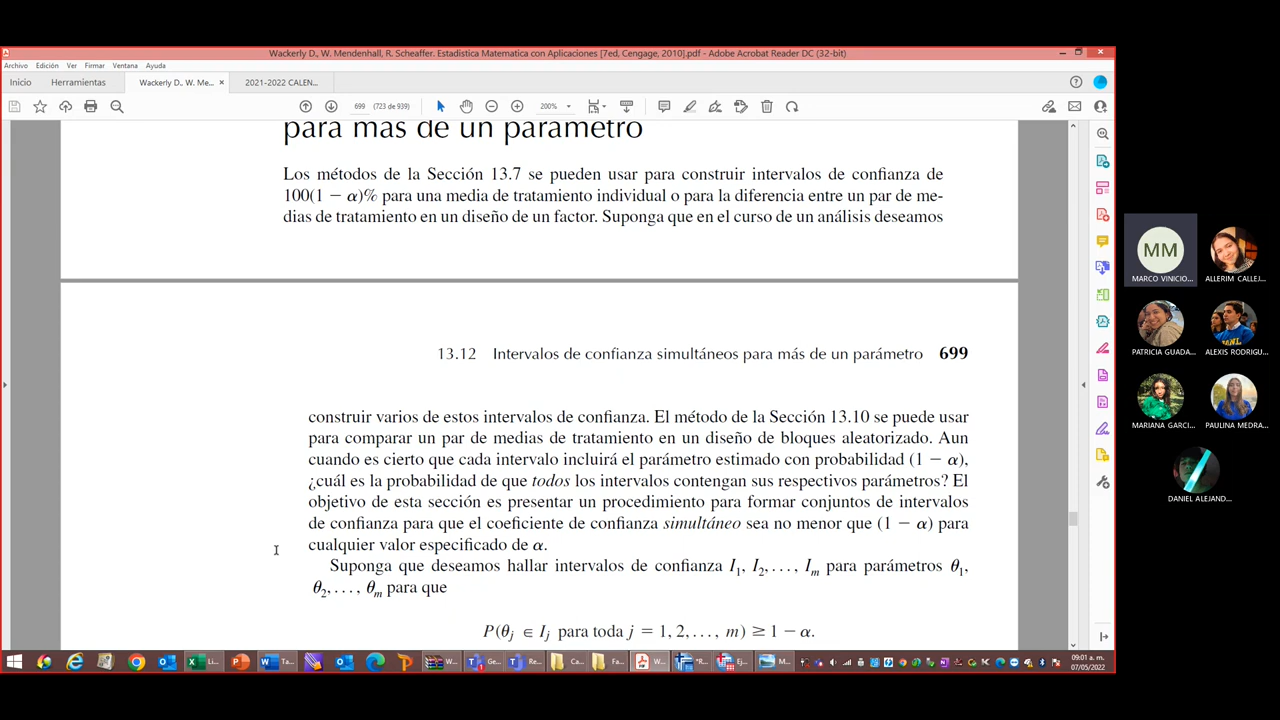 Wackerly D., W. Mendenhall, R. Scheaffer. Estadística Matematica con Aplicaciones [7ed, Cengage, 2010].pdf - Adobe Acrobat Reader DC (32-bit)
Archivo Edición Ver Firmar Ventana Ayuda
Inicio Herramientas Wackerly D., W. Me... × 2021-2022 CALEN...
699 (723 de 939) 200%
para más de un parámetro
Los métodos de la Sección 13.7 se pueden usar para construir intervalos de confianza de
100(1 − α)% para una media de tratamiento individual o para la diferencia entre un par de me-
dias de tratamiento en un diseño de un factor. Suponga que en el curso de un análisis deseamos
13.12 Intervalos de confianza simultáneos para más de un parámetro 699
construir varios de estos intervalos de confianza. El método de la Sección 13.10 se puede usar
para comparar un par de medias de tratamiento en un diseño de bloques aleatorizado. Aun
cuando es cierto que cada intervalo incluirá el parámetro estimado con probabilidad (1 − α),
¿cuál es la probabilidad de que todos los intervalos contengan sus respectivos parámetros? El
objetivo de esta sección es presentar un procedimiento para formar conjuntos de intervalos
de confianza para que el coeficiente de confianza simultáneo sea no menor que (1 − α) para
cualquier valor especificado de α.
Suponga que deseamos hallar intervalos de confianza I₁, I₂, . . . , Iₘ para parámetros θ₁,
θ₂, . . . , θₘ para que
P(θⱼ ∈ Iⱼ para toda j = 1, 2, . . . , m) ≥ 1 − α.
MM
MARCO VINICIO... ALLERIM CALLEJ...
PATRICIA GUADA... ALEXIS RODRIGU...
MARIANA GARCI... PAULINA MEDRA...
DANIEL ALEJAND...
Li... Ta... W... Ge... Re... Ca... Fa... W... "R... Ej... M...
09:01 a. m.
07/05/2022